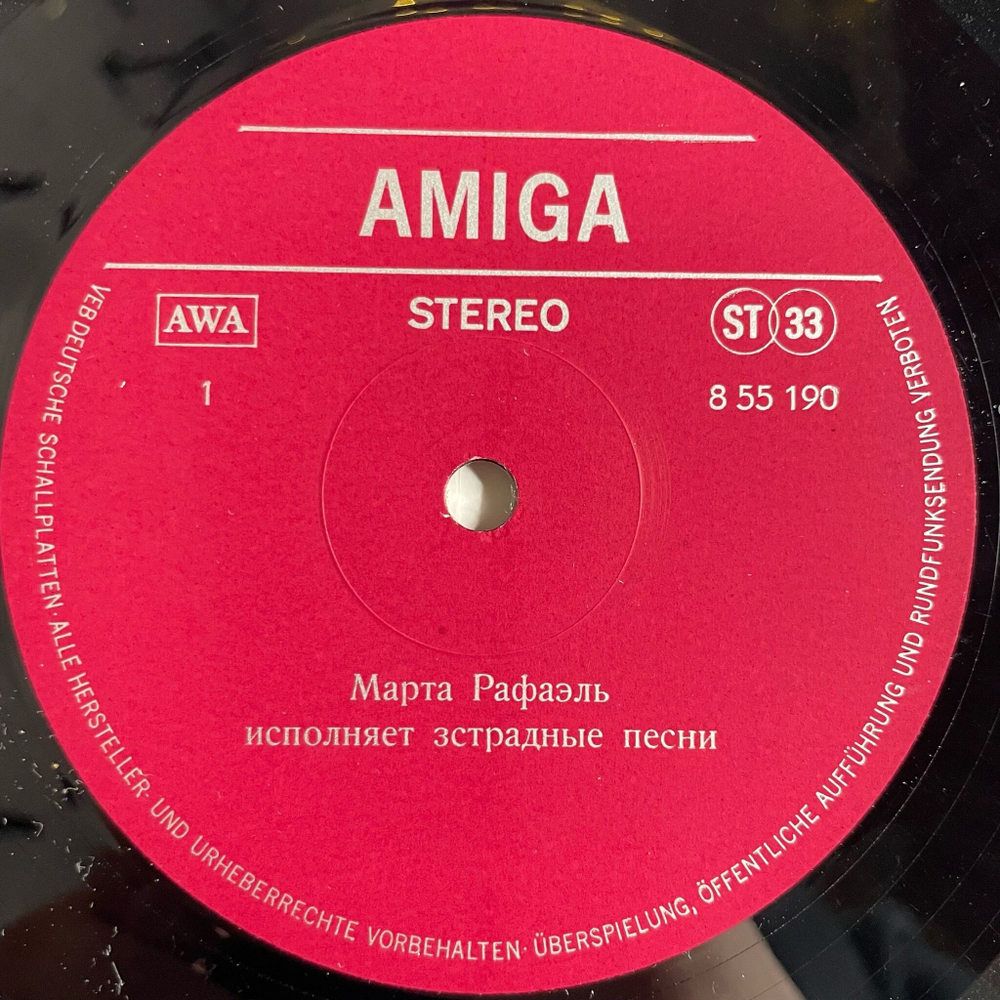 AMIGA
AWA
STEREO
ST 33
1
8 55 190
Марта Рафаэль
исполняет зстрадные песни
VEB DEUTSCHE SCHALLPLATTEN · ALLE HERSTELLER- UND URHEBERRECHTE VORBEHALTEN · ÜBERSPIELUNG, ÖFFENTLICHE AUFFÜHRUNG UND RUNDFUNKSENDUNG VERBOTEN